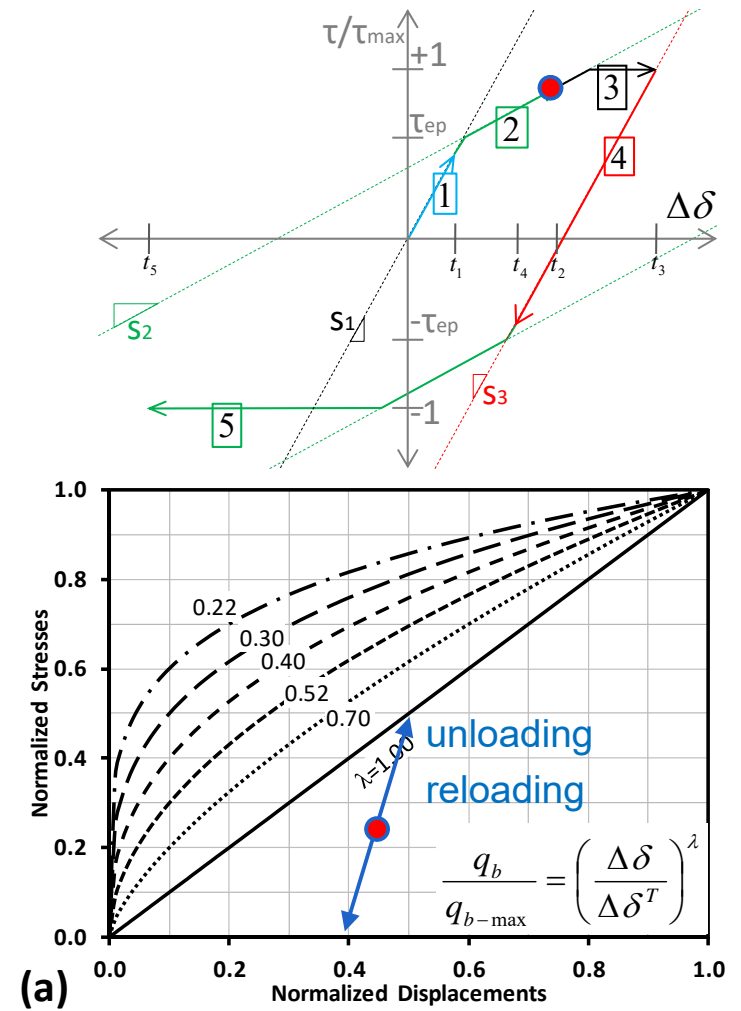 τ/τmax
+1
3
τep
2
4
1
Δδ
t5
t1
t4
t2
t3
S1
-τep
S2
S3
-1
5
1.0
0.8
0.6
0.4
0.2
0.0
Normalized Stresses
0.22
0.30
0.40
0.52
0.70
λ=1.00
unloading
reloading
qb / qb−max = (Δδ / ΔδT)λ
0.0 0.2 0.4 0.6 0.8 1.0
(a) Normalized Displacements